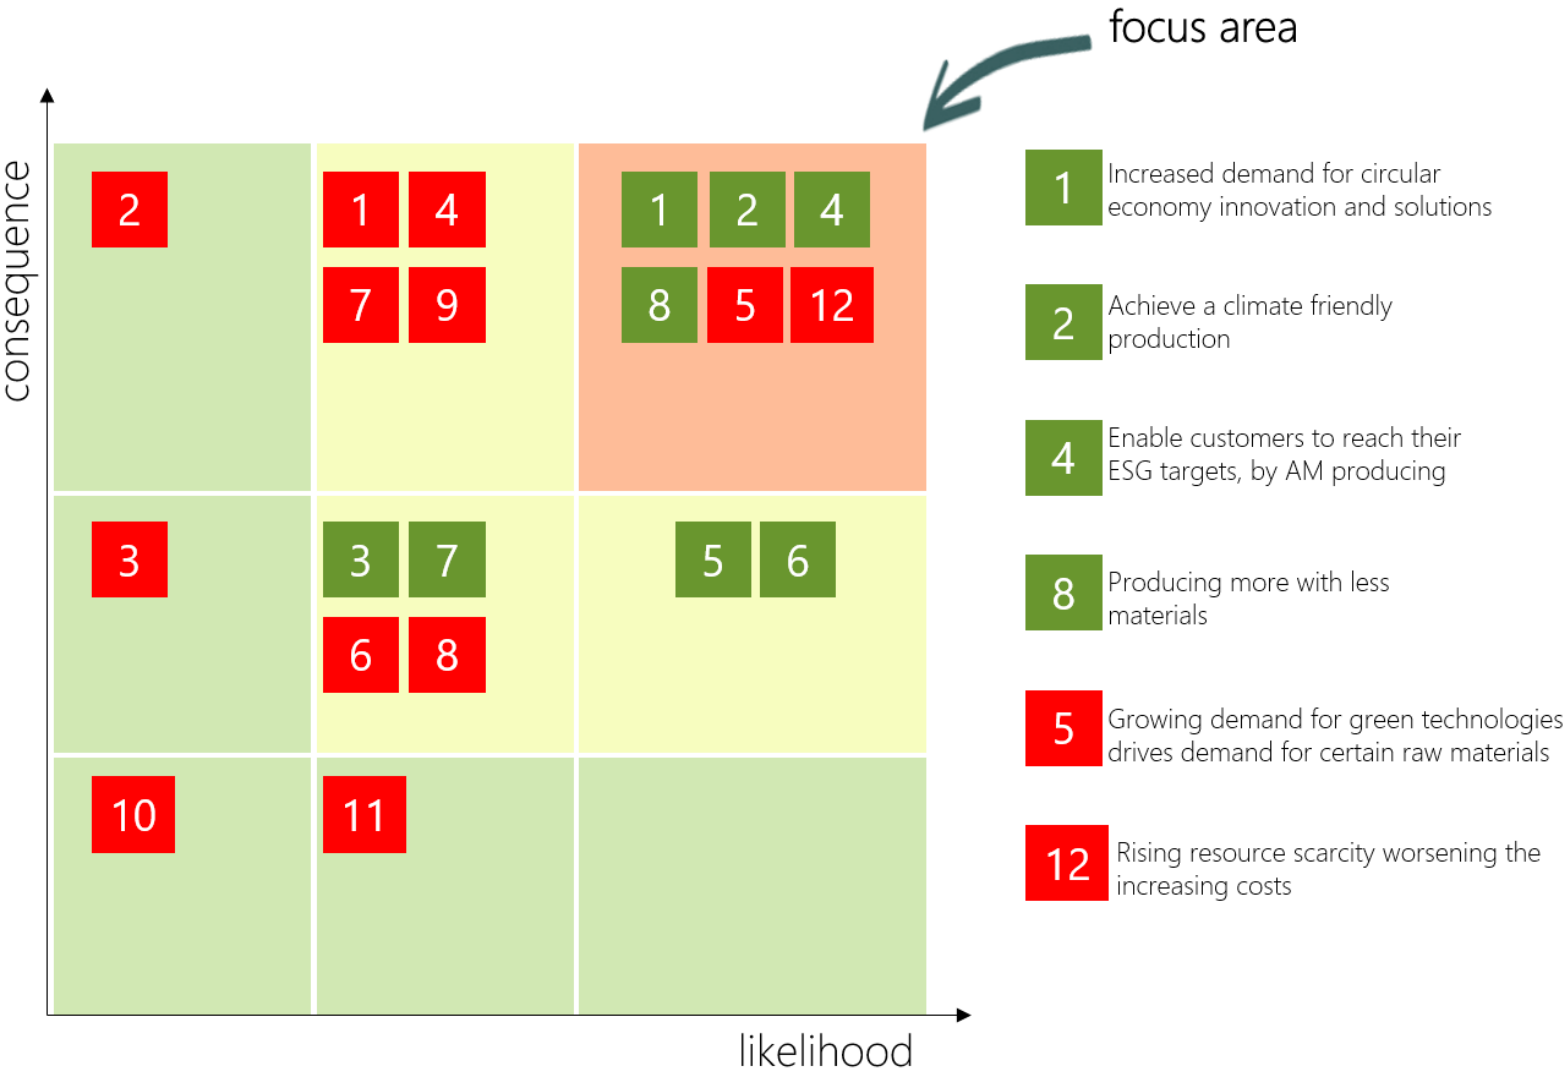 focus area
consequence
2
1 4
1 2 4
7 9
8 5 12
3
3 7
5 6
6 8
10
11
likelihood
1
Increased demand for circular
economy innovation and solutions
2
Achieve a climate friendly
production
4
Enable customers to reach their
ESG targets, by AM producing
8
Producing more with less
materials
5
Growing demand for green technologies
drives demand for certain raw materials
12
Rising resource scarcity worsening the
increasing costs